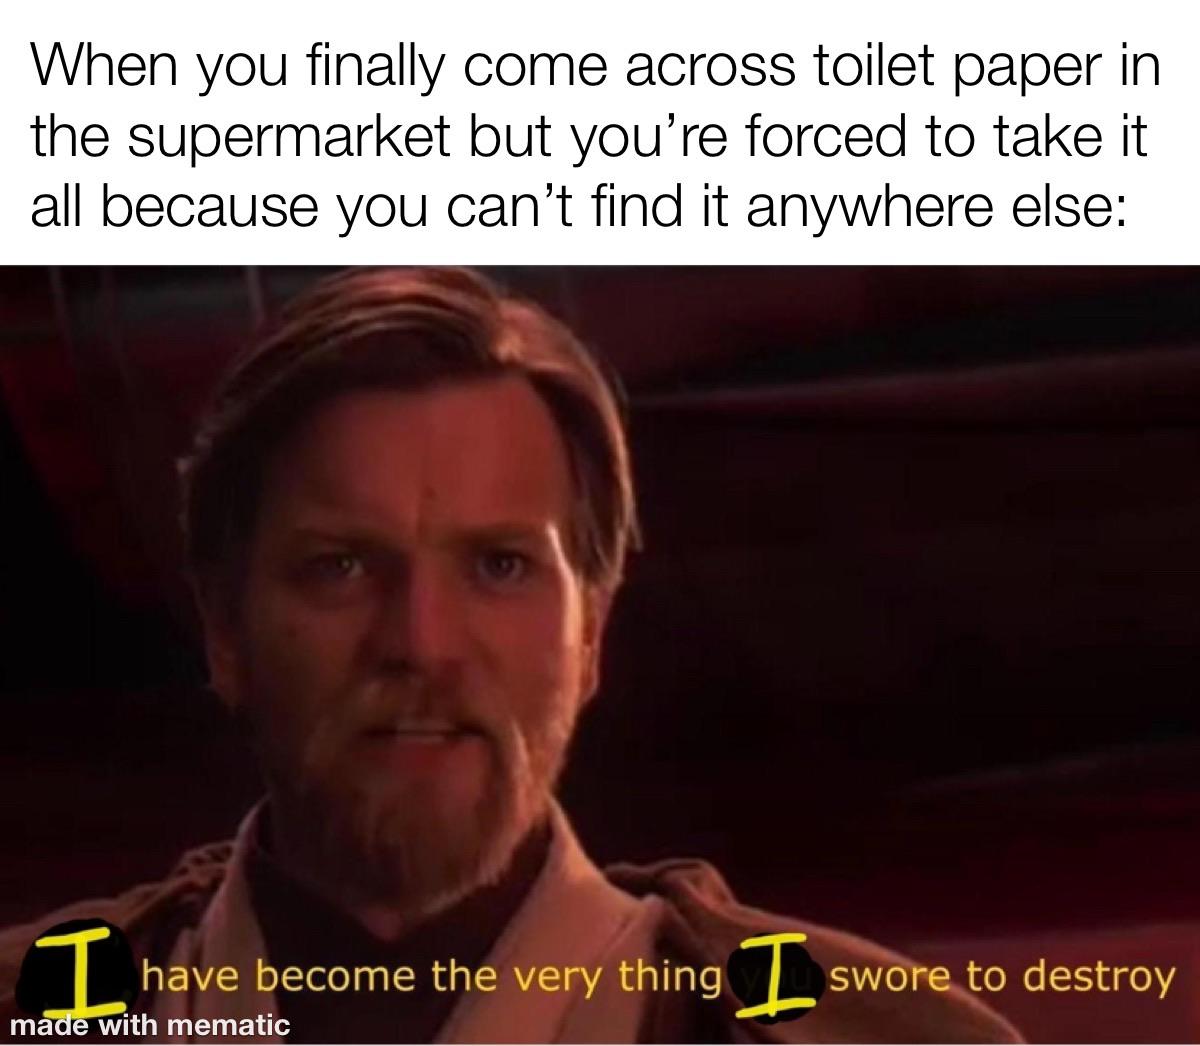 When you finally come across toilet paper in
the supermarket but you’re forced to take it
all because you can’t find it anywhere else:
I have become the very thing I swore to destroy
made with mematic